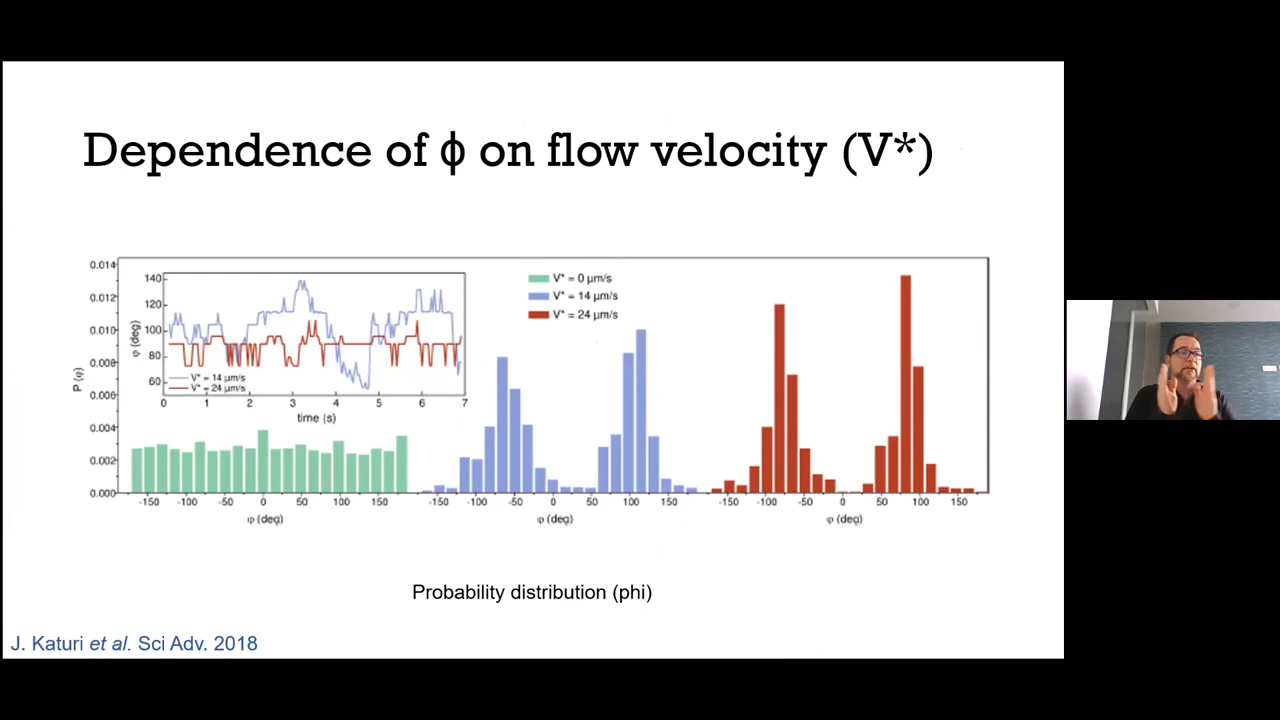 Dependence of ϕ on flow velocity (V*)
0.014
0.012
0.010
0.008
0.006
0.004
0.002
0.000
P (φ)
140
120
100
80
60
φ (deg)
V* = 14 µm/s
V* = 24 µm/s
0 1 2 3 4 5 6 7
time (s)
V* = 0 µm/s
V* = 14 µm/s
V* = 24 µm/s
-150 -100 -50 0 50 100 150 -150 -100 -50 0 50 100 150 -150 -100 -50 0 50 100 150
φ (deg) φ (deg) φ (deg)
Probability distribution (phi)
J. Katuri et al. Sci Adv. 2018